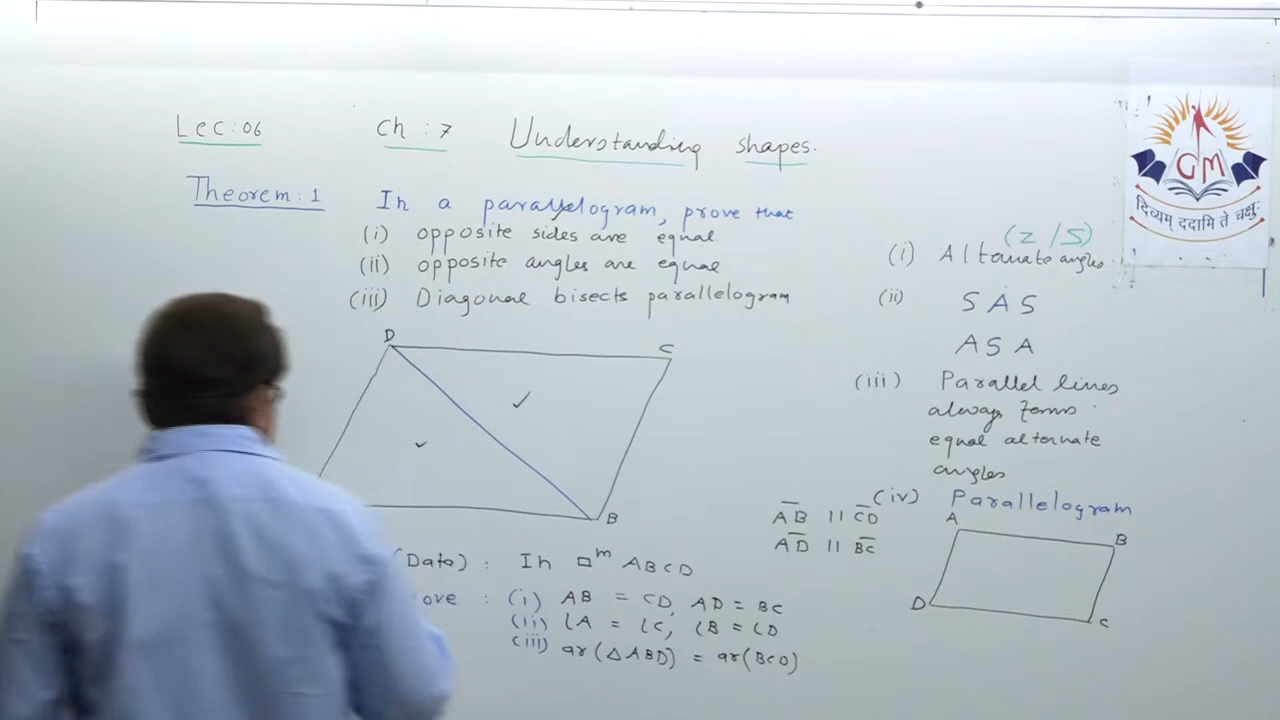 Lec: 06 Ch: 7 Understanding shapes.
Theorem: 1 In a parallelogram, prove that
(i) opposite sides are equal.
(ii) opposite angles are equal
(iii) Diagonal bisects parallelogram
D C
B
(Data) : In □ᵐ ABCD
ove : (i) AB = CD, AD = BC
(ii) ∠A = ∠C, ∠B = ∠D
(iii) ar(△ABD) = ar(BCD)
(Z/S)
(i) Alternate angles
(ii) SAS
ASA
(iii) Parallel lines
always forms
equal alternate
angles
(iv) Parallelogram
AB || CD
AD || BC
A B
D C
GM
दिव्यम् ददामि ते चक्षुः